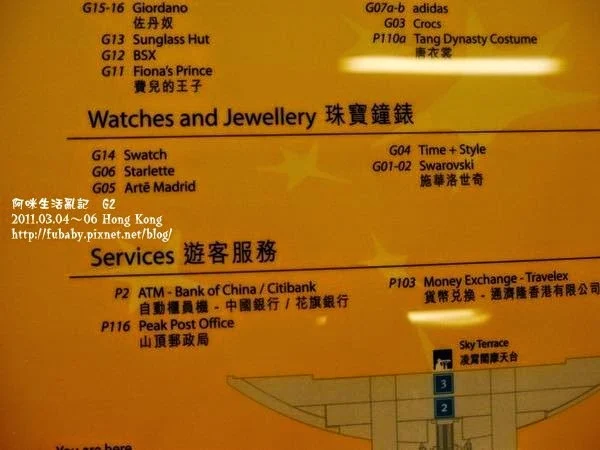 G15-16 Giordano
佐丹奴
G13 Sunglass Hut
G12 BSX
G11 Fiona's Prince
費兒的王子
G07a-b adidas
G03 Crocs
P110a Tang Dynasty Costume
唐衣裳
Watches and Jewellery 珠寶鐘錶
G14 Swatch
G06 Starlette
G05 Artē Madrid
G04 Time + Style
G01-02 Swarovski
施華洛世奇
阿咪生活亂記 G2
2011.03.04~06 Hong Kong
http://fubaby.pixnet.net/blog/
Services 遊客服務
P2 ATM - Bank of China / Citibank
自動櫃員機 - 中國銀行 / 花旗銀行
P116 Peak Post Office
山頂郵政局
P103 Money Exchange - Travelex
貨幣兌換 - 通濟隆香港有限公司
Sky Terrace
凌霄閣摩天台
3
2
You are here